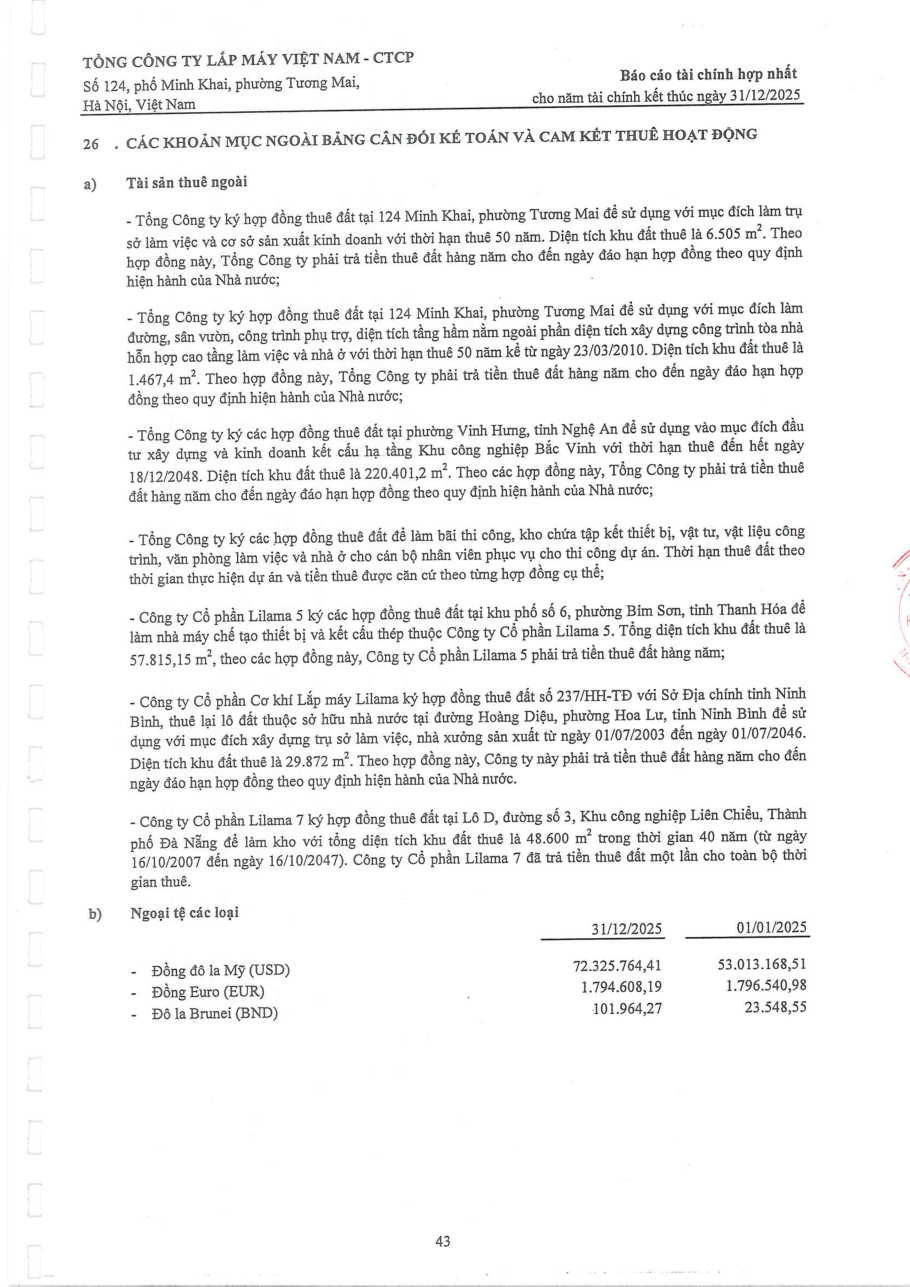 TỔNG CÔNG TY LẮP MÁY VIỆT NAM - CTCP
Số 124, phố Minh Khai, phường Tương Mai,
Hà Nội, Việt Nam
Báo cáo tài chính hợp nhất
cho năm tài chính kết thúc ngày 31/12/2025
26 . CÁC KHOẢN MỤC NGOÀI BẢNG CÂN ĐỐI KẾ TOÁN VÀ CAM KẾT THUÊ HOẠT ĐỘNG
a) Tài sản thuê ngoài
- Tổng Công ty ký hợp đồng thuê đất tại 124 Minh Khai, phường Tương Mai để sử dụng với mục đích làm trụ
sở làm việc và cơ sở sản xuất kinh doanh với thời hạn thuê 50 năm. Diện tích khu đất thuê là 6.505 m². Theo
hợp đồng này, Tổng Công ty phải trả tiền thuê đất hàng năm cho đến ngày đáo hạn hợp đồng theo quy định
hiện hành của Nhà nước;
- Tổng Công ty ký hợp đồng thuê đất tại 124 Minh Khai, phường Tương Mai để sử dụng với mục đích làm
đường, sân vườn, công trình phụ trợ, diện tích tầng hầm nằm ngoài phần diện tích xây dựng công trình tòa nhà
hỗn hợp cao tầng làm việc và nhà ở với thời hạn thuê 50 năm kể từ ngày 23/03/2010. Diện tích khu đất thuê là
1.467,4 m². Theo hợp đồng này, Tổng Công ty phải trả tiền thuê đất hàng năm cho đến ngày đáo hạn hợp
đồng theo quy định hiện hành của Nhà nước;
- Tổng Công ty ký các hợp đồng thuê đất tại phường Vinh Hưng, tỉnh Nghệ An để sử dụng vào mục đích đầu
tư xây dựng và kinh doanh kết cấu hạ tầng Khu công nghiệp Bắc Vinh với thời hạn thuê đến hết ngày
18/12/2048. Diện tích khu đất thuê là 220.401,2 m². Theo các hợp đồng này, Tổng Công ty phải trả tiền thuê
đất hàng năm cho đến ngày đáo hạn hợp đồng theo quy định hiện hành của Nhà nước;
- Tổng Công ty ký các hợp đồng thuê đất để làm bãi thi công, kho chứa tập kết thiết bị, vật tư, vật liệu công
trình, văn phòng làm việc và nhà ở cho cán bộ nhân viên phục vụ cho thi công dự án. Thời hạn thuê đất theo
thời gian thực hiện dự án và tiền thuê được căn cứ theo từng hợp đồng cụ thể;
- Công ty Cổ phần Lilama 5 ký các hợp đồng thuê đất tại khu phố số 6, phường Bỉm Sơn, tỉnh Thanh Hóa để
làm nhà máy chế tạo thiết bị và kết cấu thép thuộc Công ty Cổ phần Lilama 5. Tổng diện tích khu đất thuê là
57.815,15 m², theo các hợp đồng này, Công ty Cổ phần Lilama 5 phải trả tiền thuê đất hàng năm;
- Công ty Cổ phần Cơ khí Lắp máy Lilama ký hợp đồng thuê đất số 237/HH-TĐ với Sở Địa chính tỉnh Ninh
Bình, thuê lại lô đất thuộc sở hữu nhà nước tại đường Hoàng Diệu, phường Hoa Lư, tỉnh Ninh Bình để sử
dụng với mục đích xây dựng trụ sở làm việc, nhà xưởng sản xuất từ ngày 01/07/2003 đến ngày 01/07/2046.
Diện tích khu đất thuê là 29.872 m². Theo hợp đồng này, Công ty này phải trả tiền thuê đất hàng năm cho đến
ngày đáo hạn hợp đồng theo quy định hiện hành của Nhà nước.
- Công ty Cổ phần Lilama 7 ký hợp đồng thuê đất tại Lô D, đường số 3, Khu công nghiệp Liên Chiểu, Thành
phố Đà Nẵng để làm kho với tổng diện tích khu đất thuê là 48.600 m² trong thời gian 40 năm (từ ngày
16/10/2007 đến ngày 16/10/2047). Công ty Cổ phần Lilama 7 đã trả tiền thuê đất một lần cho toàn bộ thời
gian thuê.
b) Ngoại tệ các loại
31/12/2025 01/01/2025
- Đồng đô la Mỹ (USD) 72.325.764,41 53.013.168,51
- Đồng Euro (EUR) 1.794.608,19 1.796.540,98
- Đô la Brunei (BND) 101.964,27 23.548,55
43